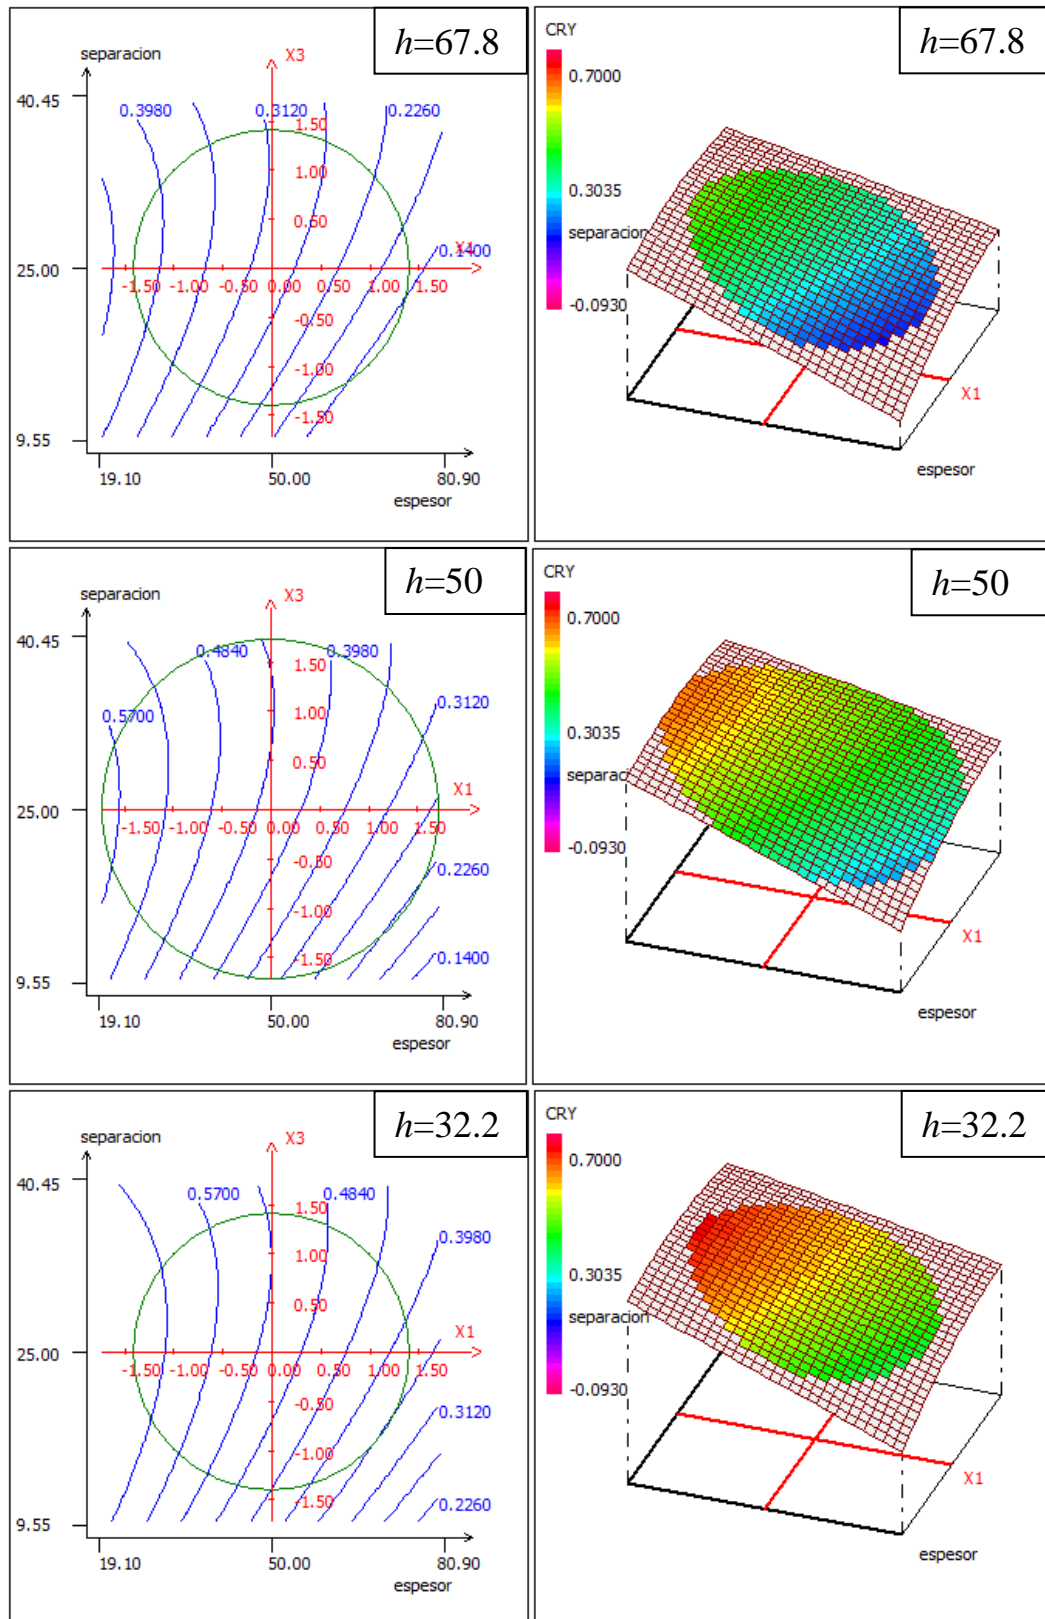 h=67.8
separacion
X3
40.45
0.3980
0.3120
0.2260
1.50
1.00
0.50
0.1400
X1
25.00
-1.50
-1.00
-0.50
0.00
0.50
1.00
1.50
-0.50
-1.00
-1.50
9.55
19.10
50.00
80.90
espesor
h=67.8
CRY
0.7000
0.3035
separacion
-0.0930
X1
espesor
h=50
separacion
X3
40.45
0.4840
0.3980
1.50
0.5700
0.3120
1.00
0.50
X1
25.00
-1.50
-1.00
-0.50
0.00
0.50
1.00
1.50
-0.50
0.2260
-1.00
-1.50
0.1400
9.55
19.10
50.00
80.90
espesor
h=50
CRY
0.7000
0.3035
separac
-0.0930
X1
espesor
h=32.2
separacion
X3
40.45
0.5700
0.4840
1.50
0.3980
1.00
0.50
X1
25.00
-1.50
-1.00
-0.50
0.00
0.50
1.00
1.50
-0.50
0.3120
-1.00
-1.50
0.2260
9.55
19.10
50.00
80.90
espesor
h=32.2
CRY
0.7000
0.3035
separacion
-0.0930
X1
espesor